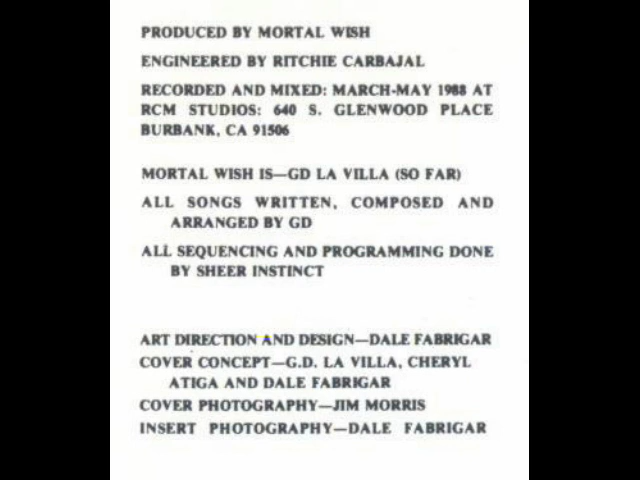 PRODUCED BY MORTAL WISH
ENGINEERED BY RITCHIE CARBAJAL
RECORDED AND MIXED: MARCH-MAY 1988 AT
RCM STUDIOS: 640 S. GLENWOOD PLACE
BURBANK, CA 91506
MORTAL WISH IS—GD LA VILLA (SO FAR)
ALL SONGS WRITTEN, COMPOSED AND
ARRANGED BY GD
ALL SEQUENCING AND PROGRAMMING DONE
BY SHEER INSTINCT
ART DIRECTION AND DESIGN—DALE FABRIGAR
COVER CONCEPT—G.D. LA VILLA, CHERYL
ATIGA AND DALE FABRIGAR
COVER PHOTOGRAPHY—JIM MORRIS
INSERT PHOTOGRAPHY—DALE FABRIGAR